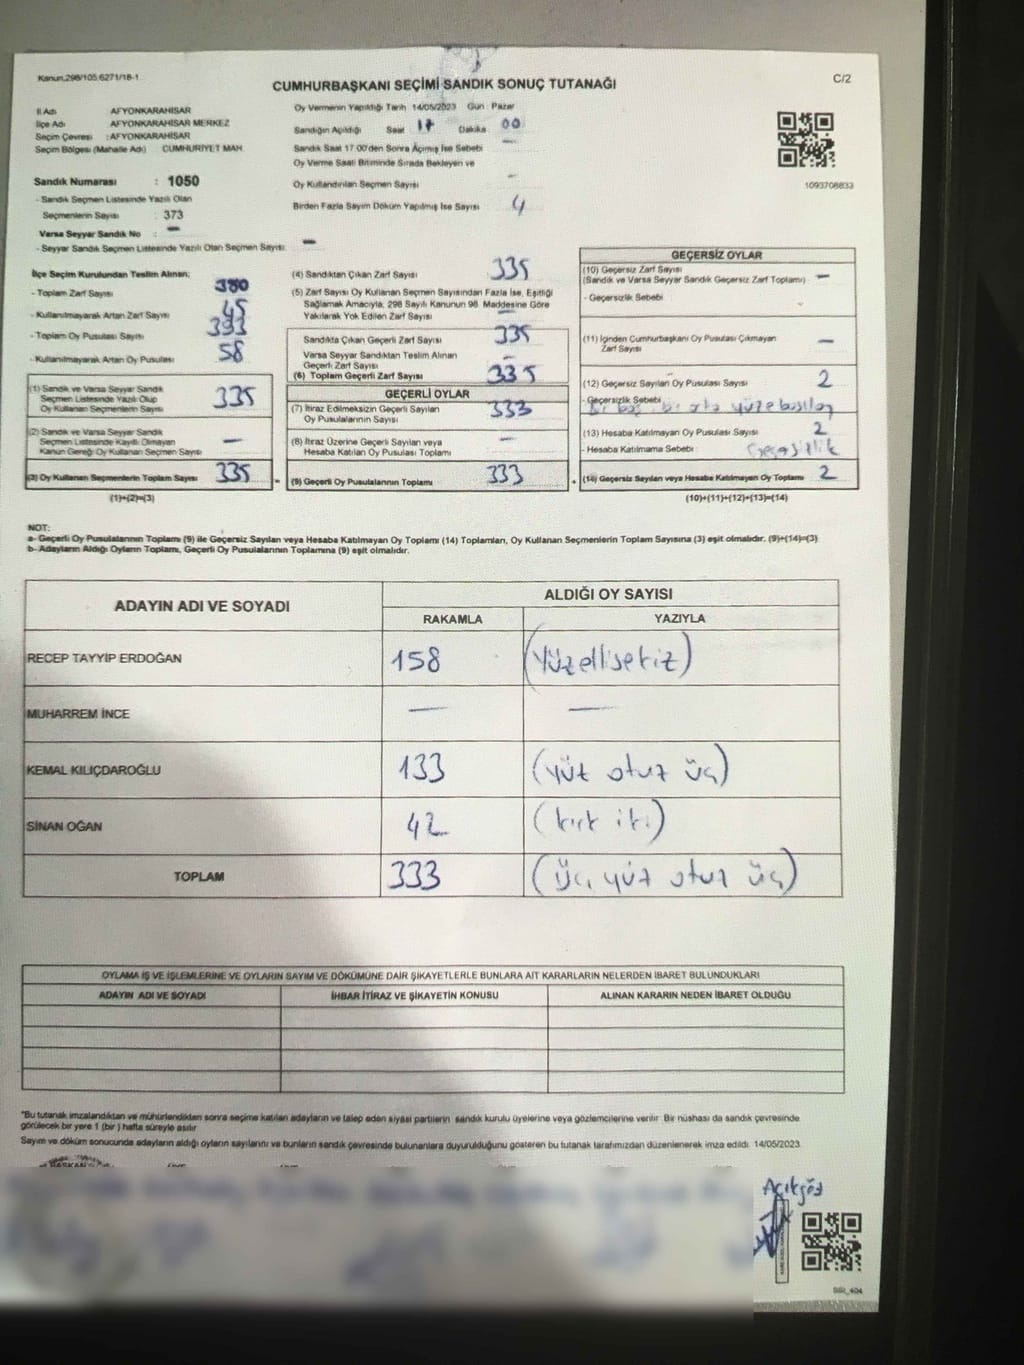 Kanun,298/105,6271/18-1
C/2
CUMHURBAŞKANI SEÇİMİ SANDIK SONUÇ TUTANAĞI
İl Adı AFYONKARAHİSAR
İlçe Adı AFYONKARAHİSAR MERKEZ
Seçim Çevresi : AFYONKARAHİSAR
Seçim Bölgesi (Mahalle Adı) CUMHURİYET MAH.
Sandık Numarası : 1050
- Sandık Seçmen Listesinde Yazılı Olan
Seçmenlerin Sayısı : 373
Varsa Seyyar Sandık No : -
- Seyyar Sandık Seçmen Listesinde Yazılı Olan Seçmen Sayısı: -
Oy Vermenin Yapıldığı Tarih 14/05/2023 Gün : Pazar
Sandığın Açıldığı Saat 17 Dakika 00
Sandık Saat 17.00'den Sonra Açımış İse Sebebi -
Oy Verme Saati Bitiminde Sırada Bekleyen ve
Oy Kullandırılan Seçmen Sayısı -
Birden Fazla Sayım Döküm Yapılmış İse Sayısı 4
1093708833
İlçe Seçim Kurulundan Teslim Alınan;
- Toplam Zarf Sayısı 380
- Kullanılmayarak Artan Zarf Sayısı 45
- Toplam Oy Pusulası Sayısı 393
- Kullanılmayarak Artan Oy Pusulası 58
(1) Sandık ve Varsa Seyyar Sandık
Seçmen Listesinde Yazılı Olup
Oy Kullanan Seçmenlerin Sayısı 335
(2) Sandık ve Varsa Seyyar Sandık
Seçmen Listesinde Kayıtlı Olmayan
Kanun Gereği Oy Kullanan Seçmen Sayısı -
(3) Oy Kullanan Seçmenlerin Toplam Sayısı 335
(1)+(2)=(3)
(4) Sandıktan Çıkan Zarf Sayısı 335
(5) Zarf Sayısı Oy Kullanan Seçmen Sayısından Fazla İse, Eşitliği
Sağlamak Amacıyla, 298 Sayılı Kanunun 98. Maddesine Göre
Yakılarak Yok Edilen Zarf Sayısı -
Sandıkta Çıkan Geçerli Zarf Sayısı 335
Varsa Seyyar Sandıktan Teslim Alınan
Geçerli Zarf Sayısı -
(6) Toplam Geçerli Zarf Sayısı 335
GEÇERLİ OYLAR
(7) İtiraz Edilmeksizin Geçerli Sayılan
Oy Pusulalarının Sayısı 333
(8) İtiraz Üzerine Geçerli Sayılan veya
Hesaba Katılan Oy Pusulası Toplamı -
(9) Geçerli Oy Pusulalarının Toplamı 333
GEÇERSİZ OYLAR
(10) Geçersiz Zarf Sayısı
(Sandık ve Varsa Seyyar Sandık Geçersiz Zarf Toplamı) -
- Geçersizlik Sebebi
(11) İçinden Cumhurbaşkanı Oy Pusulası Çıkmayan
Zarf Sayısı -
(12) Geçersiz Sayılan Oy Pusulası Sayısı 2
- Geçersizlik Sebebi
Bir boş, bir orta yüze
(13) Hesaba Katılmayan Oy Pusulası Sayısı 2
- Hesaba Katılmama Sebebi :
(14) Geçersiz Sayılan veya Hesaba Katılmayan Oy Toplamı 2
(10)+(11)+(12)+(13)=(14)
NOT:
a- Geçerli Oy Pusulalarının Toplamı (9) ile Geçersiz Sayılan veya Hesaba Katılmayan Oy Toplamı (14) Toplamları, Oy Kullanan Seçmenlerin Toplam Sayısına (3) eşit olmalıdır. (9)+(14)=(3)
b- Adayların Aldığı Oyların Toplamı, Geçerli Oy Pusulalarının Toplamına (9) eşit olmalıdır.
ADAYIN ADI VE SOYADI
ALDIĞI OY SAYISI
RAKAMLA YAZIYLA
RECEP TAYYİP ERDOĞAN 158 (yüzellisekiz)
MUHARREM İNCE - -
KEMAL KILIÇDAROĞLU 133 (yüz otuz üç)
SİNAN OĞAN 42 (kırk iki)
TOPLAM 333 (üç yüz otuz üç)
OYLAMA İŞ VE İŞLEMLERİNE VE OYLARIN SAYIM VE DÖKÜMÜNE DAİR ŞİKAYETLERLE BUNLARA AİT KARARLARIN NELERDEN İBARET BULUNDUKLARI
ADAYIN ADI VE SOYADI İHBAR İTİRAZ VE ŞİKAYETİN KONUSU ALINAN KARARIN NEDEN İBARET OLDUĞU
"Bu tutanak imzalandıktan ve mühürlendikten sonra seçime katılan adayların ve talep eden siyasi partilerin sandık kurulu üyelerine veya gözlemcilerine verilir. Bir nüshası da sandık çevresinde
görülecek bir yere 1 (bir) hafta süreyle asılır.
Sayım ve döküm sonucunda adayların aldığı oyların sayılarını ve bunların sandık çevresinde bulunanlara duyurulduğunu gösteren bu tutanak tarafımızdan düzenlenerek imza edildi. 14/05/2023
BAŞKAN
Açıkgöz